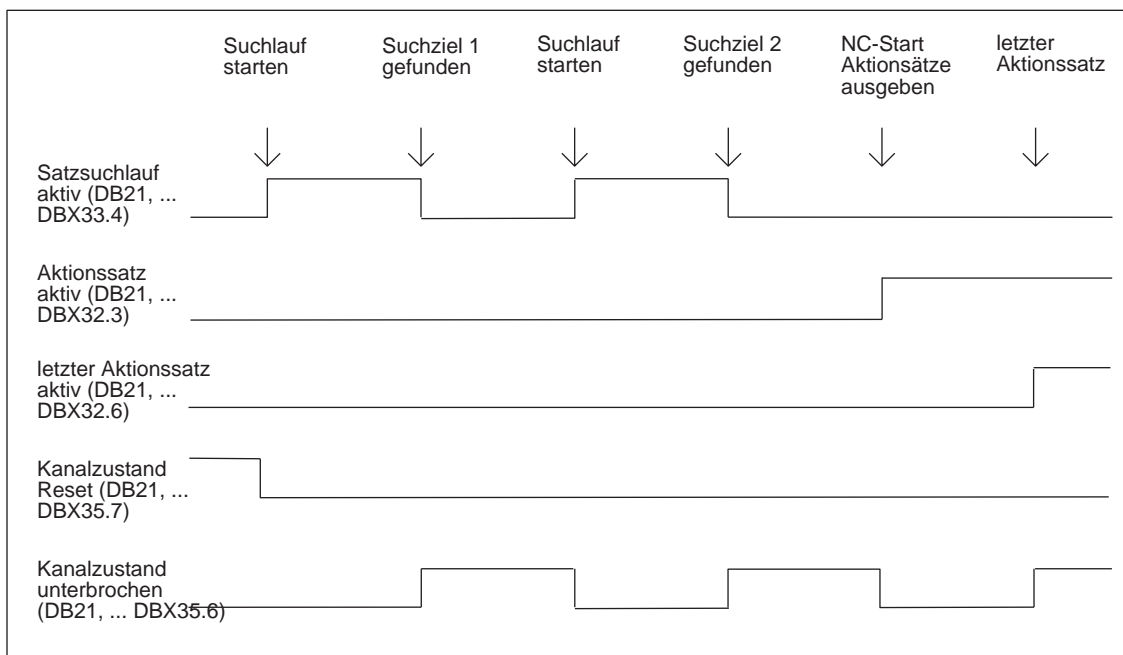 Suchlauf
starten
Suchziel 1
gefunden
Suchlauf
starten
Suchziel 2
gefunden
NC-Start
Aktionsätze
ausgeben
letzter
Aktionssatz
Satzsuchlauf
aktiv (DB21, ...
DBX33.4)
Aktionssatz
aktiv (DB21, ...
DBX32.3)
letzter Aktionssatz
aktiv (DB21, ...
DBX32.6)
Kanalzustand
Reset (DB21, ...
DBX35.7)
Kanalzustand
unterbrochen
(DB21, ... DBX35.6)